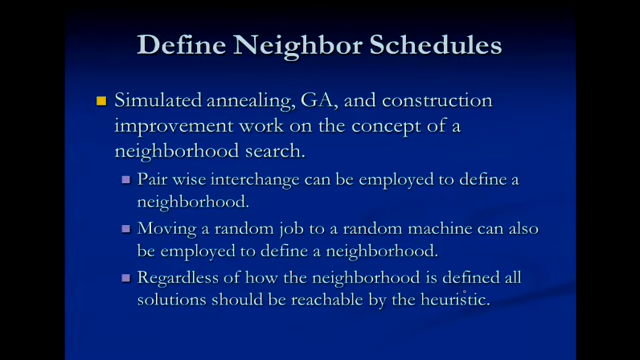 Define Neighbor Schedules
Simulated annealing, GA, and construction
improvement work on the concept of a
neighborhood search.
Pair wise interchange can be employed to define a
neighborhood.
Moving a random job to a random machine can also
be employed to define a neighborhood.
Regardless of how the neighborhood is defined all
solutions should be reachable by the heuristic.